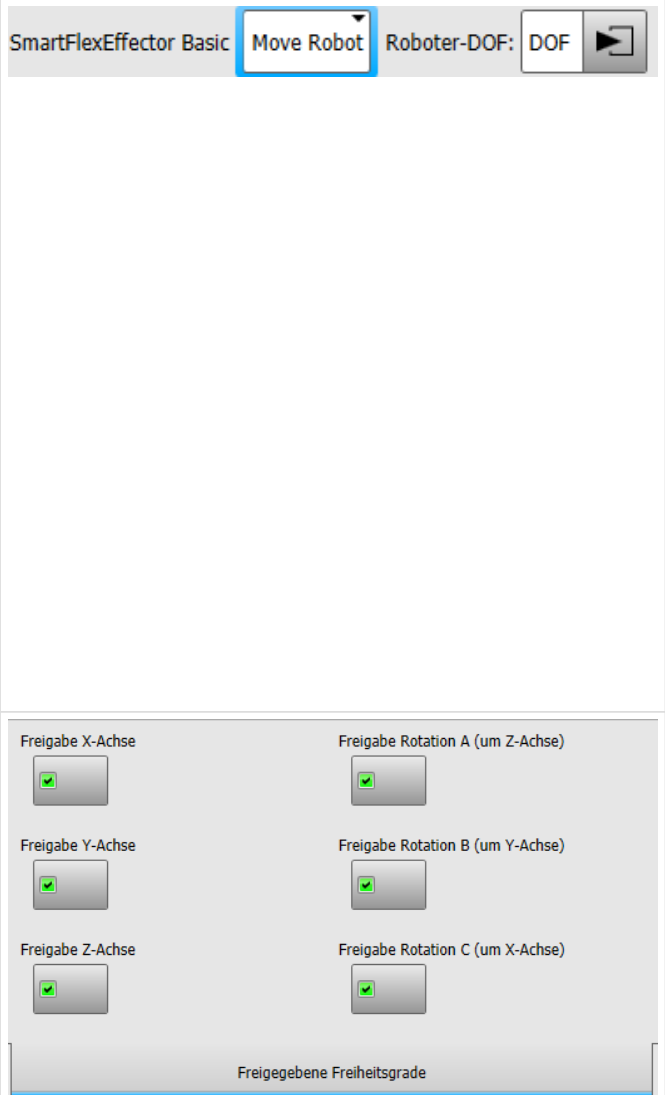 SmartFlexEffector Basic Move Robot Roboter-DOF: DOF
Freigabe X-Achse Freigabe Rotation A (um Z-Achse)
Freigabe Y-Achse Freigabe Rotation B (um Y-Achse)
Freigabe Z-Achse Freigabe Rotation C (um X-Achse)
Freigegebene Freiheitsgrade